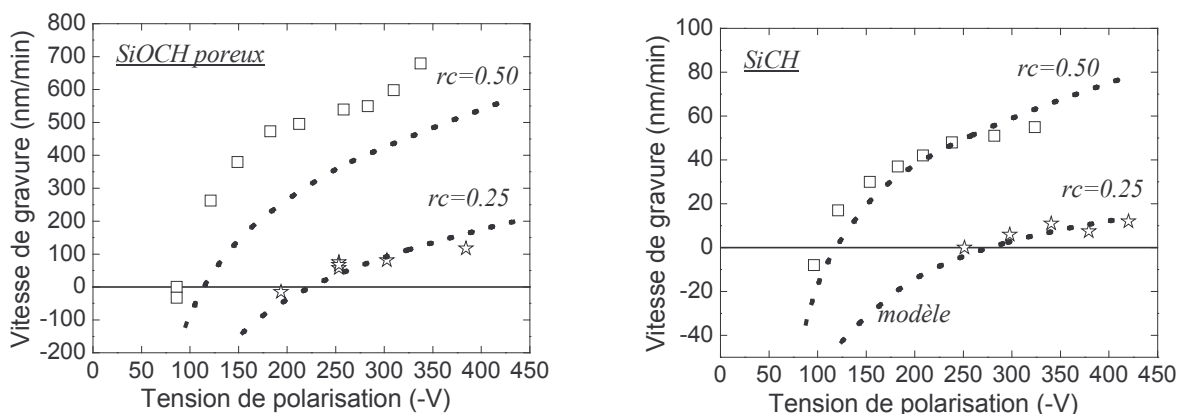 800
700
600
500
400
300
200
100
0
-100
-200
Vitesse de gravure (nm/min)
SiOCH poreux
rc=0.50
rc=0.25
0 50 100 150 200 250 300 350 400 450
Tension de polarisation (-V)
100
80
60
40
20
0
-20
-40
Vitesse de gravure (nm/min)
SiCH
rc=0.50
rc=0.25
modèle
0 50 100 150 200 250 300 350 400 450
Tension de polarisation (-V)